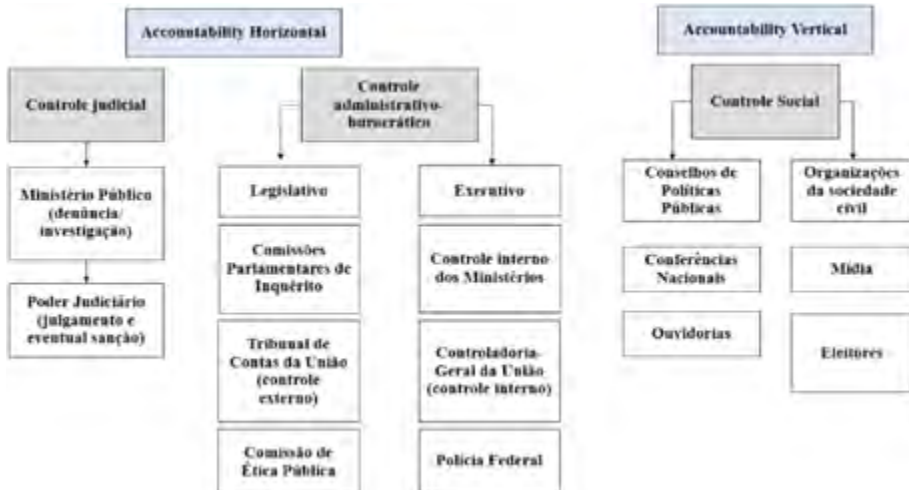 Accountability Horizontal
Accountability Vertical
Controle judicial
Controle
administrativo-
burocrático
Controle Social
Ministério Público
(denúncia/
investigação)
Poder Judiciário
(julgamento e
eventual sanção)
Legislativo
Comissões
Parlamentares de
Inquérito
Tribunal de
Contas da União
(controle
externo)
Comissão de
Ética Pública
Executivo
Controle interno
dos Ministérios
Controladoria-
Geral da União
(controle interno)
Polícia Federal
Conselhos de
Políticas
Públicas
Conferências
Nacionais
Ouvidorias
Organizações
da sociedade
civil
Mídia
Eleitores